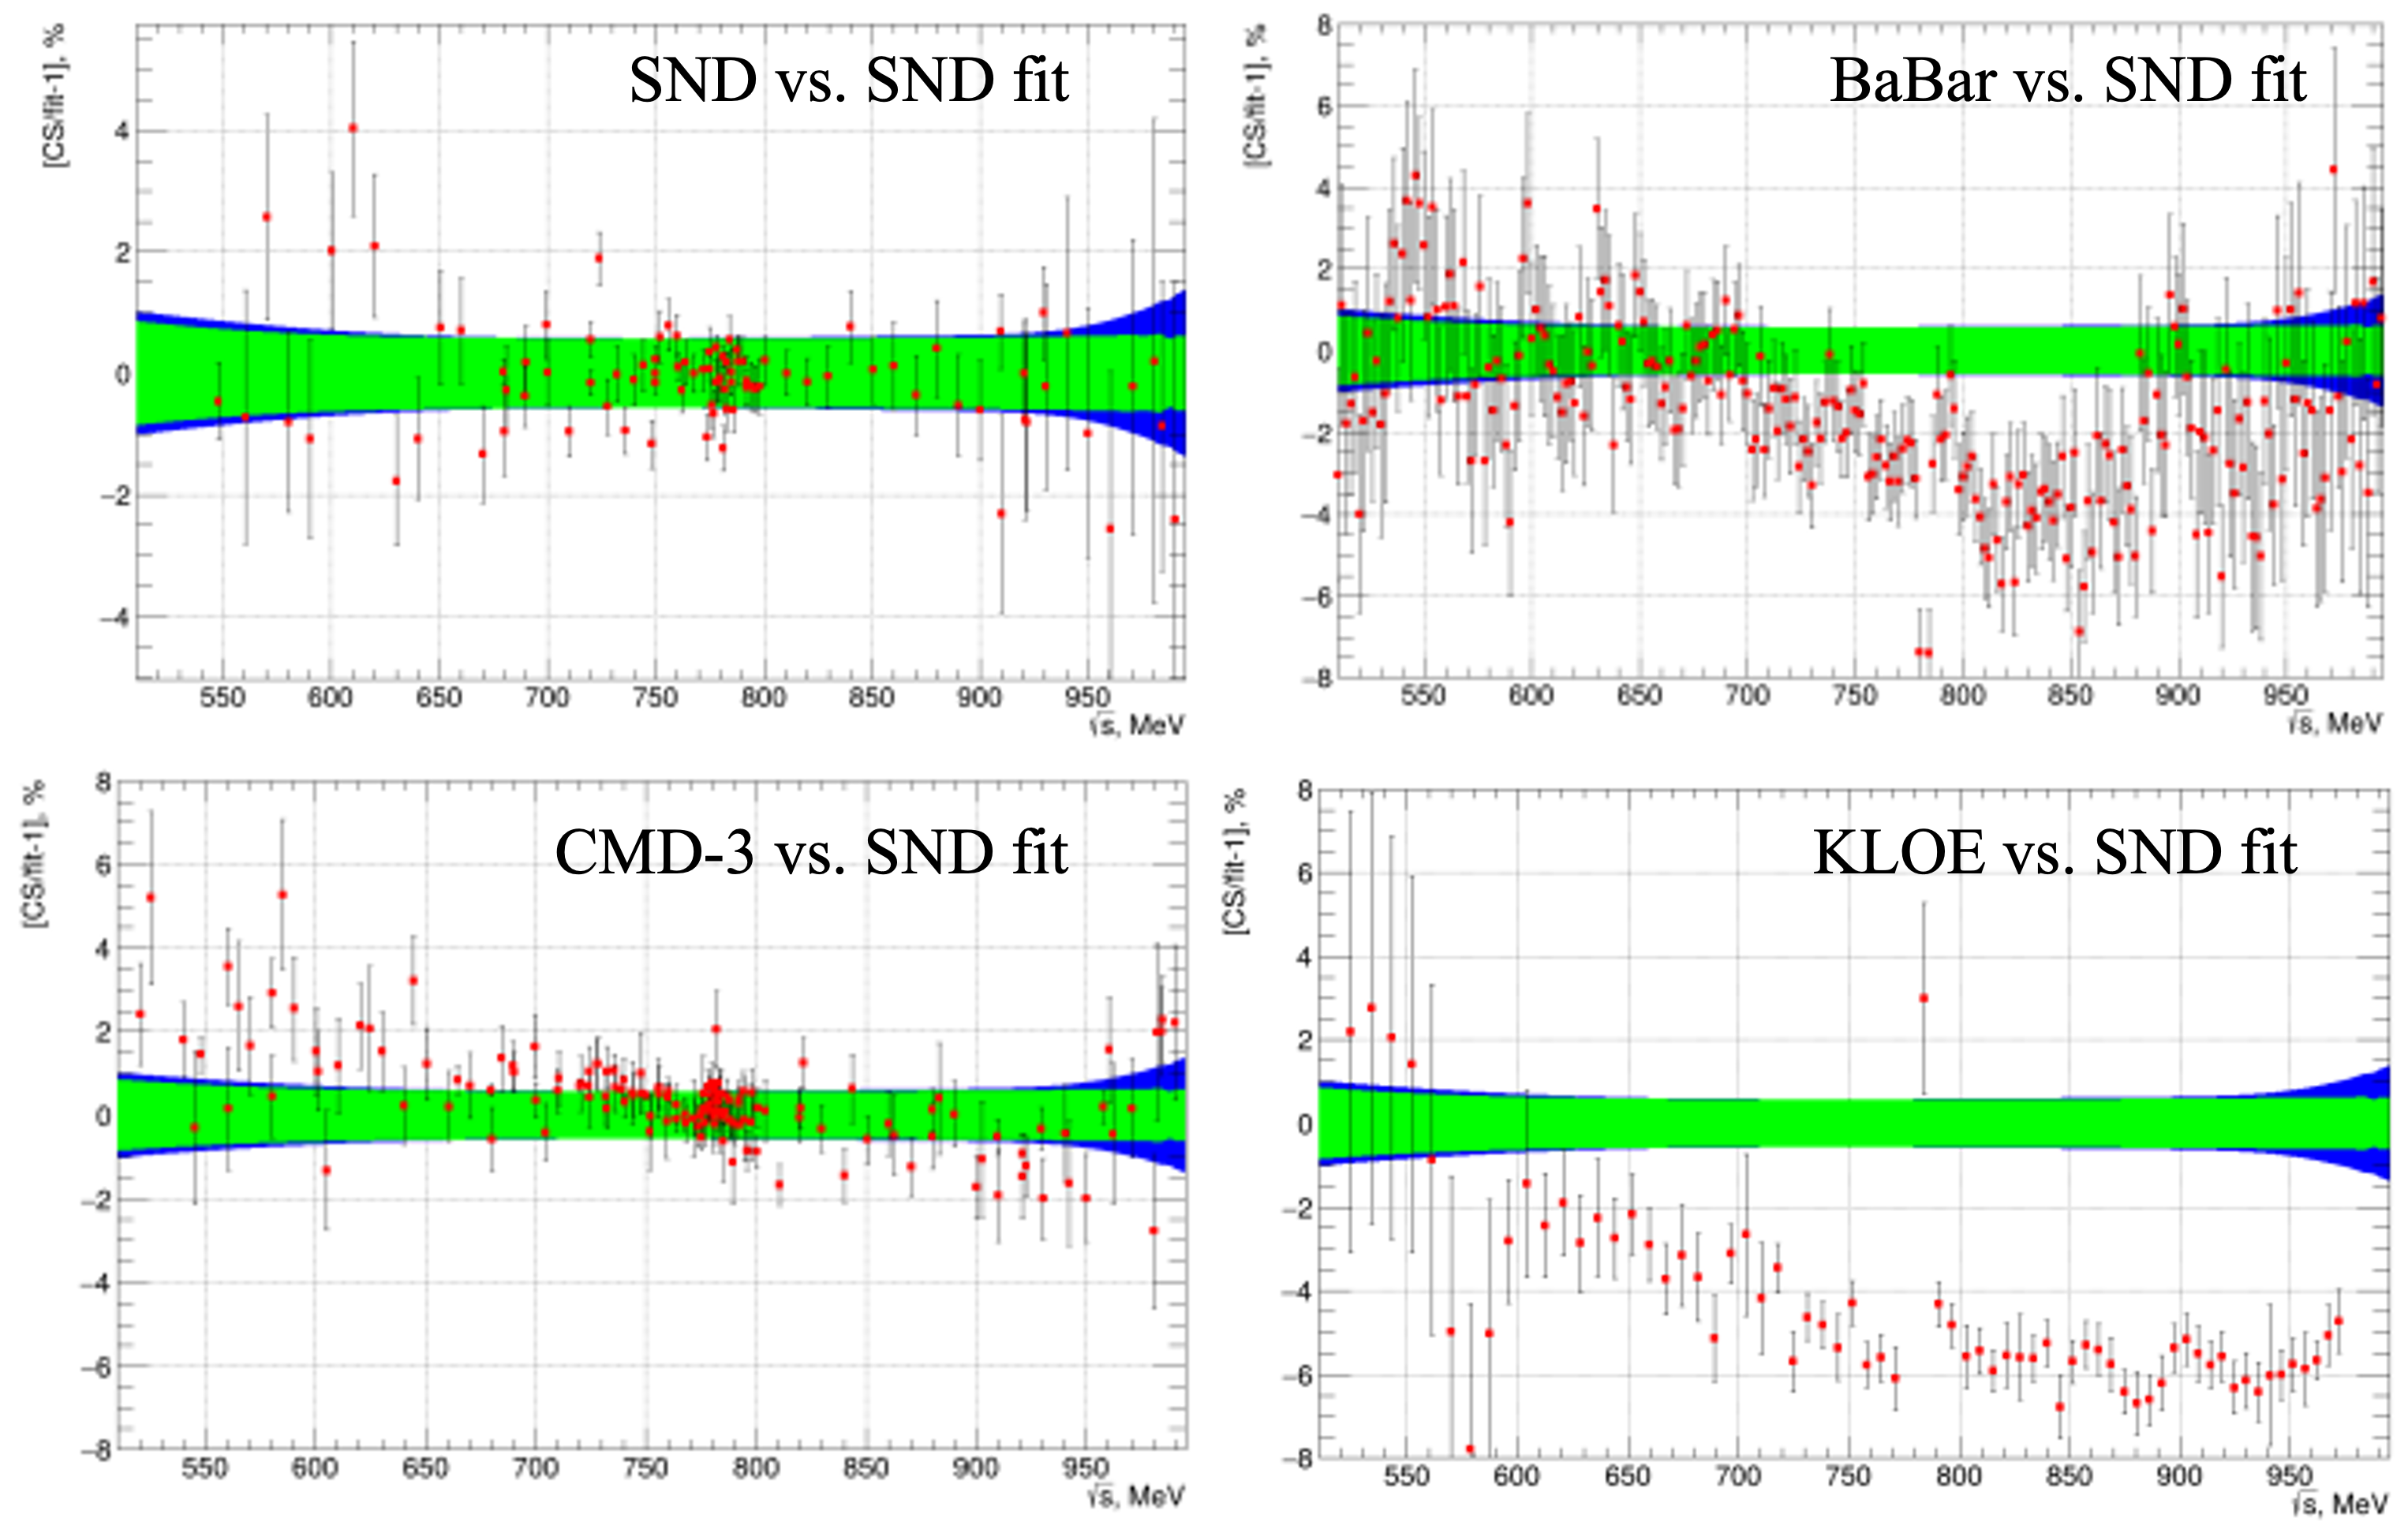 [CS/fit-1], %
SND vs. SND fit
4
2
0
−2
−4
550 600 650 700 750 800 850 900 950
√s, MeV
[CS/fit-1], %
BaBar vs. SND fit
8
6
4
2
0
−2
−4
−6
−8
550 600 650 700 750 800 850 900 950
√s, MeV
[CS/fit-1], %
CMD-3 vs. SND fit
8
6
4
2
0
−2
−4
−6
−8
550 600 650 700 750 800 850 900 950
√s, MeV
[CS/fit-1], %
KLOE vs. SND fit
8
6
4
2
0
−2
−4
−6
−8
550 600 650 700 750 800 850 900 950
√s, MeV